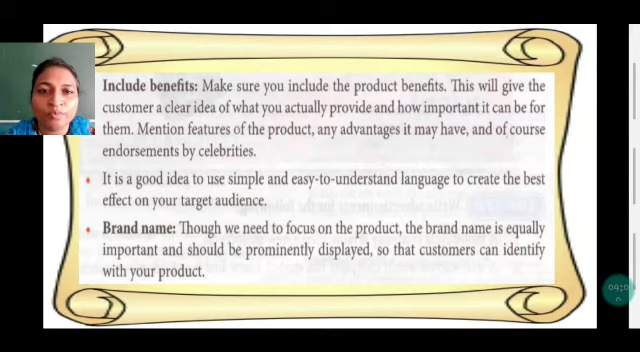 Include benefits: Make sure you include the product benefits. This will give the
customer a clear idea of what you actually provide and how important it can be for
them. Mention features of the product, any advantages it may have, and of course
endorsements by celebrities.
• It is a good idea to use simple and easy-to-understand language to create the best
effect on your target audience.
• Brand name: Though we need to focus on the product, the brand name is equally
important and should be prominently displayed, so that customers can identify
with your product.